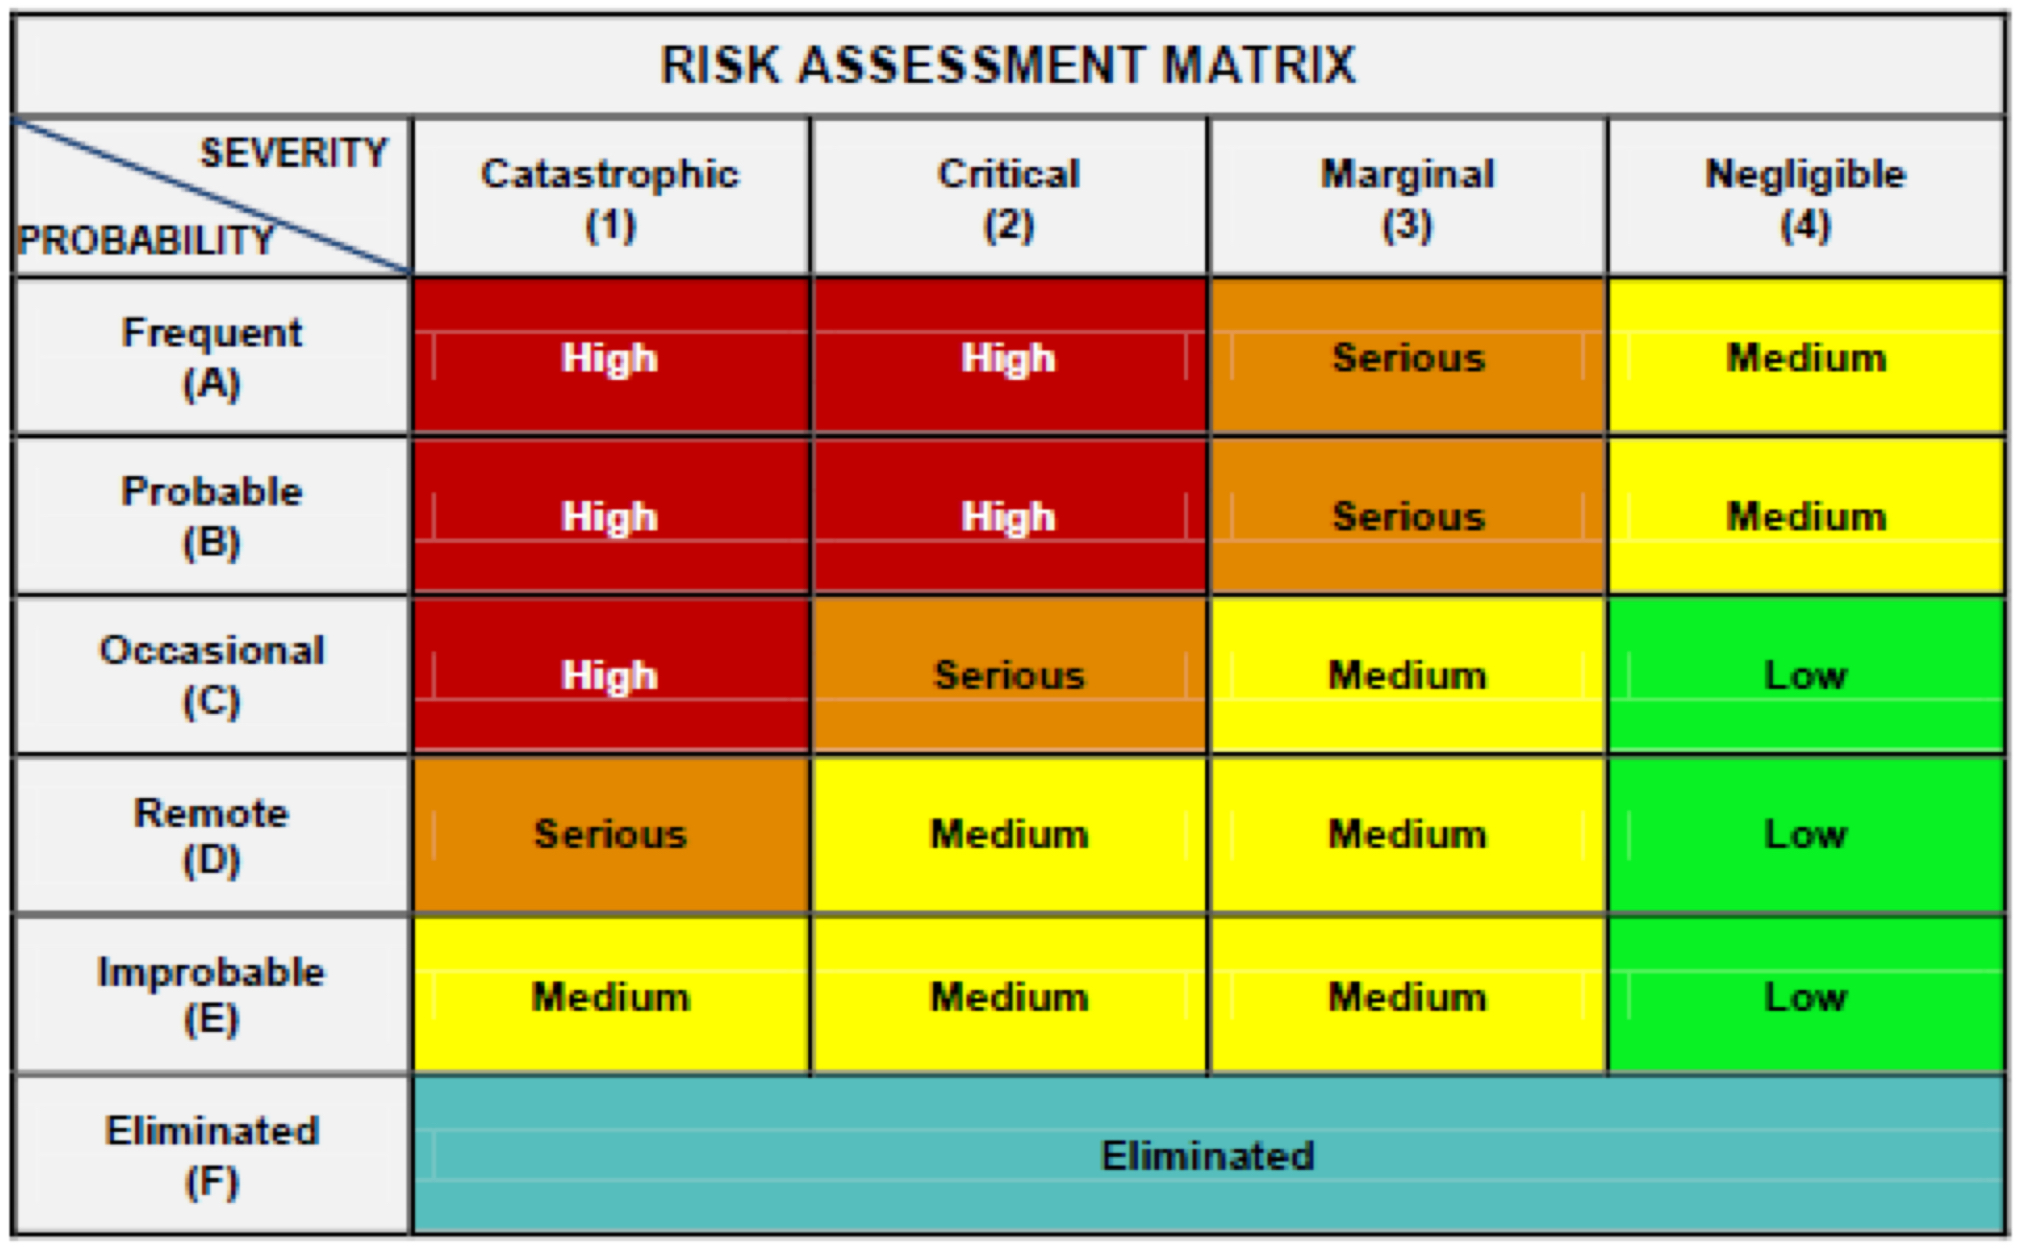 RISK ASSESSMENT MATRIX
SEVERITY
PROBABILITY
Catastrophic
(1)
Critical
(2)
Marginal
(3)
Negligible
(4)
Frequent
(A)
High
High
Serious
Medium
Probable
(B)
High
High
Serious
Medium
Occasional
(C)
High
Serious
Medium
Low
Remote
(D)
Serious
Medium
Medium
Low
Improbable
(E)
Medium
Medium
Medium
Low
Eliminated
(F)
Eliminated